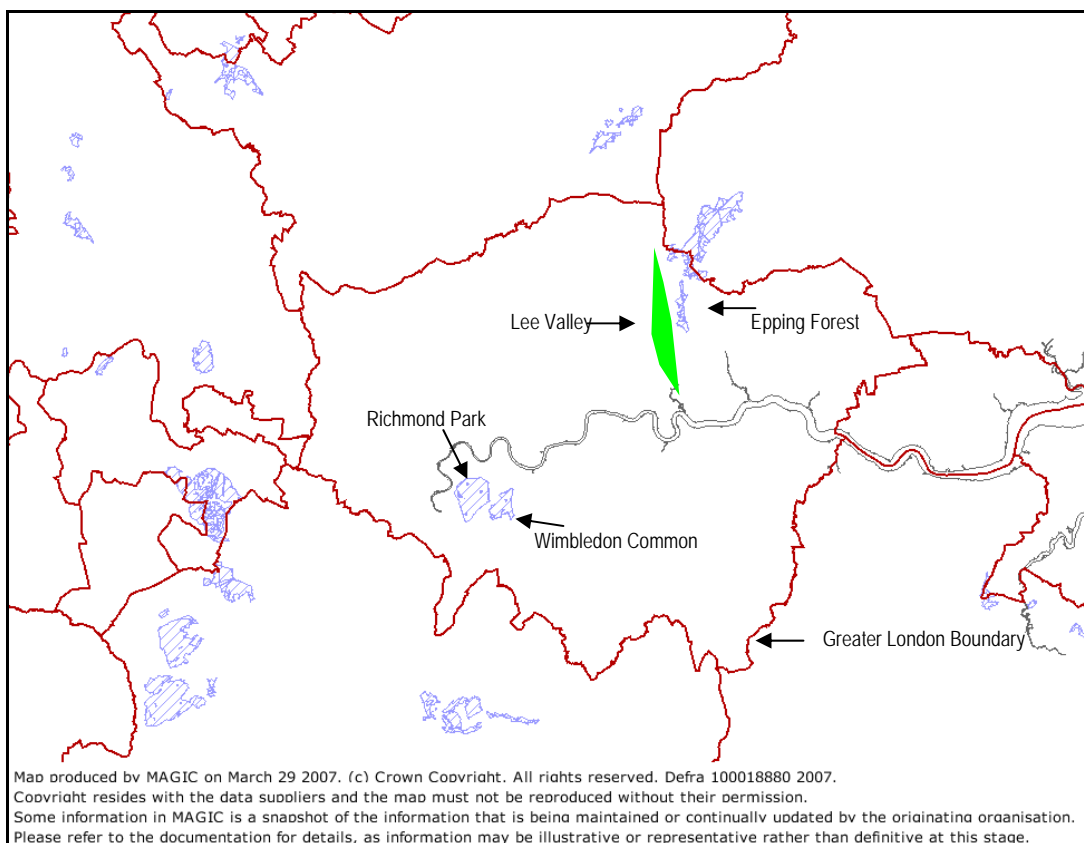 Lee Valley
Epping Forest
Richmond Park
Wimbledon Common
Greater London Boundary
Map produced by MAGIC on March 29 2007. (c) Crown Copyright. All rights reserved. Defra 100018880 2007.
Copyright resides with the data suppliers and the map must not be reproduced without their permission.
Some information in MAGIC is a snapshot of the information that is being maintained or continually updated by the originating organisation.
Please refer to the documentation for details, as information may be illustrative or representative rather than definitive at this stage.